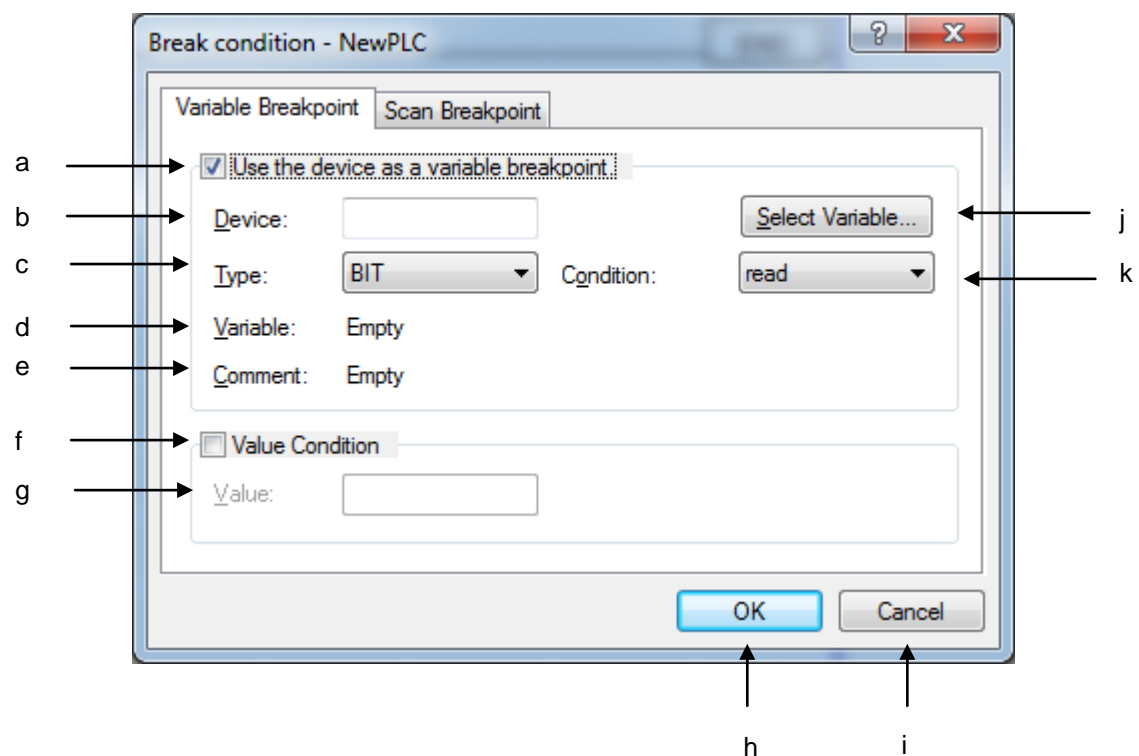 Break condition - NewPLC
Variable Breakpoint Scan Breakpoint
a Use the device as a variable breakpoint.
b Device: Select Variable... j
c Type: BIT Condition: read k
d Variable: Empty
e Comment: Empty
f Value Condition
g Value:
OK Cancel
h i